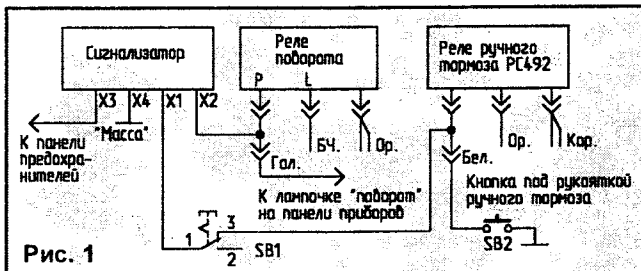 Сигнализатор
X3 X4 X1 X2
Реле поворота
P L
Реле ручного тормоза РС492
К панели предохра-
нителей
"Масса"
Гол.
БЧ.
Ор.
Бел.
Ор.
Кор.
К лампочке "поворот"
на панели приборов
Кнопка под рукояткой
ручного тормоза
1 3 2 SB1
SB2
Рис. 1